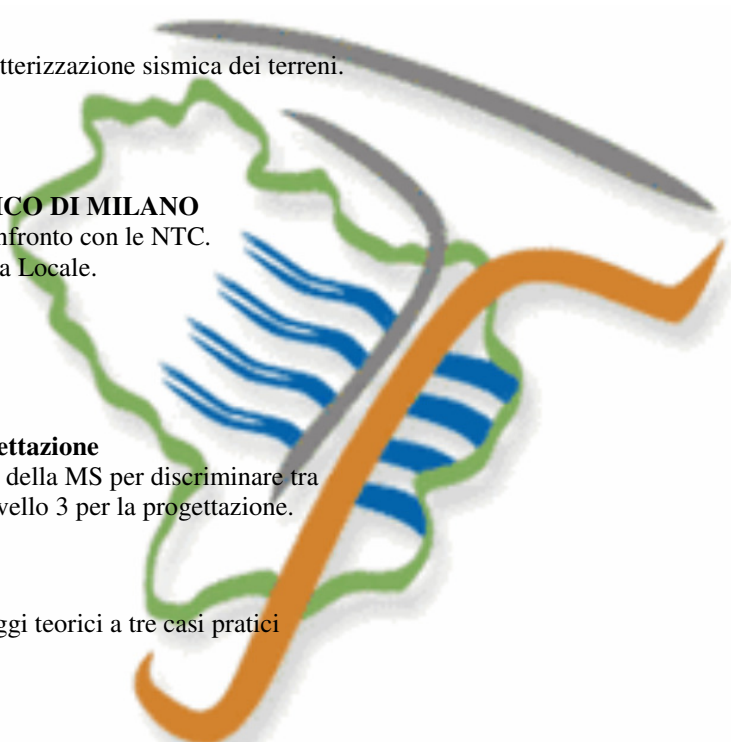 tterizzazione sismica dei terreni.
ICO DI MILANO
nfronto con le NTC.
a Locale.
ettazione
della MS per discriminare tra
vello 3 per la progettazione.
ggi teorici a tre casi pratici